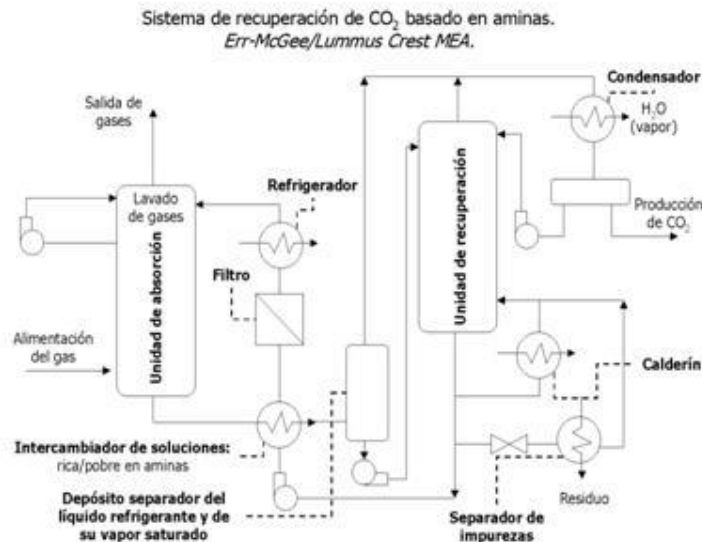 Sistema de recuperación de CO₂ basado en aminas.
Err-McGee/Lummus Crest MEA.
Condensador
Salida de
gases
H₂O
(vapor)
Lavado
de gases
Refrigerador
Unidad de recuperación
Producción
de CO₂
Unidad de absorción
Filtro
Alimentación
del gas
Calderín
Intercambiador de soluciones:
rica/pobre en aminas
Depósito separador del
líquido refrigerante y de
su vapor saturado
Residuo
Separador de
impurezas